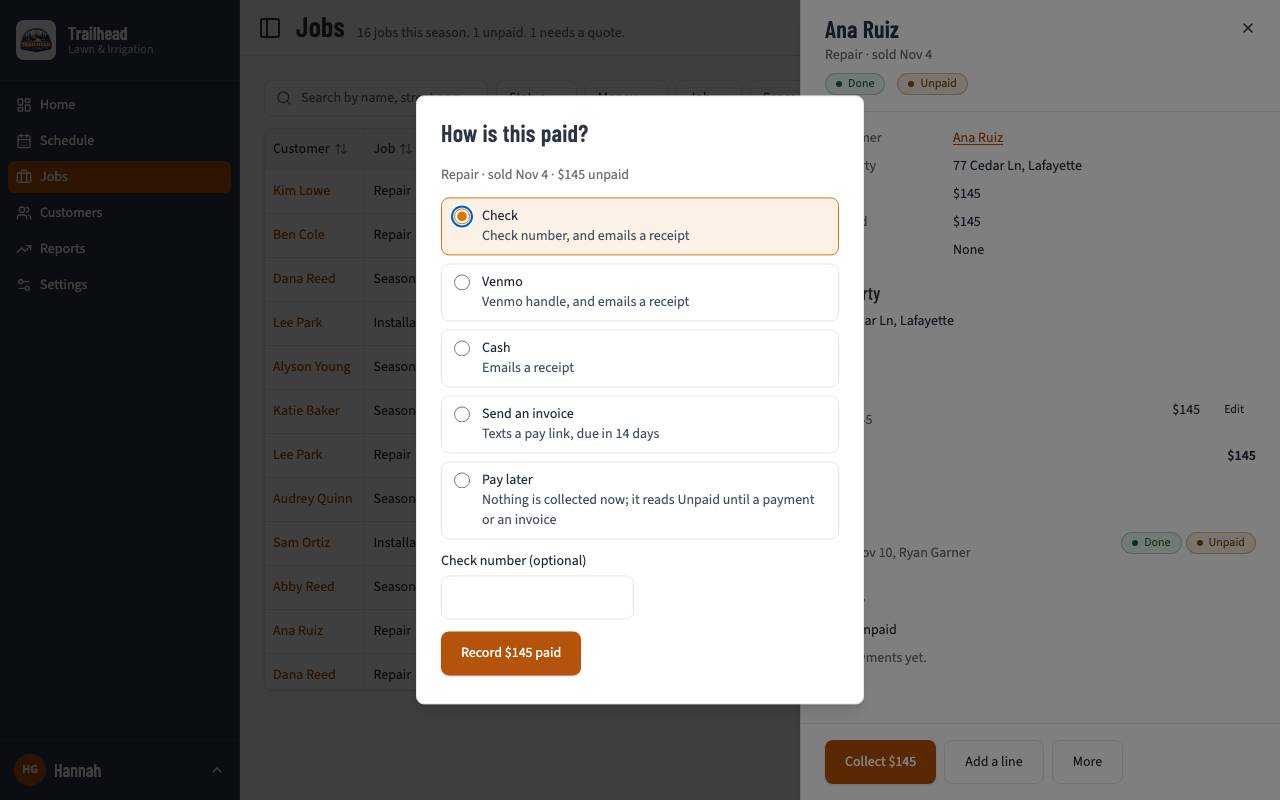 Trailhead
Lawn & Irrigation
Home
Schedule
Jobs
Customers
Reports
Settings
HG
Hannah
Jobs
16 jobs this season. 1 unpaid. 1 needs a quote.
Search by name,
Customer
Job
Kim Lowe
Repair
Ben Cole
Repair
Dana Reed
Season
Lee Park
Installa
Alyson Young
Season
Katie Baker
Season
Lee Park
Repair
Audrey Quinn
Season
Sam Ortiz
Installa
Abby Reed
Season
Ana Ruiz
Repair
Dana Reed
Repair
How is this paid?
Repair · sold Nov 4 · $145 unpaid
Check
Check number, and emails a receipt
Venmo
Venmo handle, and emails a receipt
Cash
Emails a receipt
Send an invoice
Texts a pay link, due in 14 days
Pay later
Nothing is collected now; it reads Unpaid until a payment
or an invoice
Check number (optional)
Record $145 paid
Ana Ruiz
Repair · sold Nov 4
Done
Unpaid
Ana Ruiz
77 Cedar Ln, Lafayette
$145
$145
None
ar Ln, Lafayette
$145
Edit
$145
ov 10, Ryan Garner
Done
Unpaid
npaid
ments yet.
Collect $145
Add a line
More